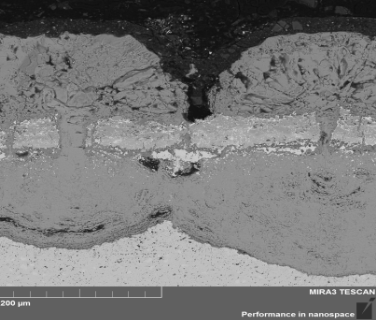 MIRA3 TESCAN
200 μm
Performance in nanospace